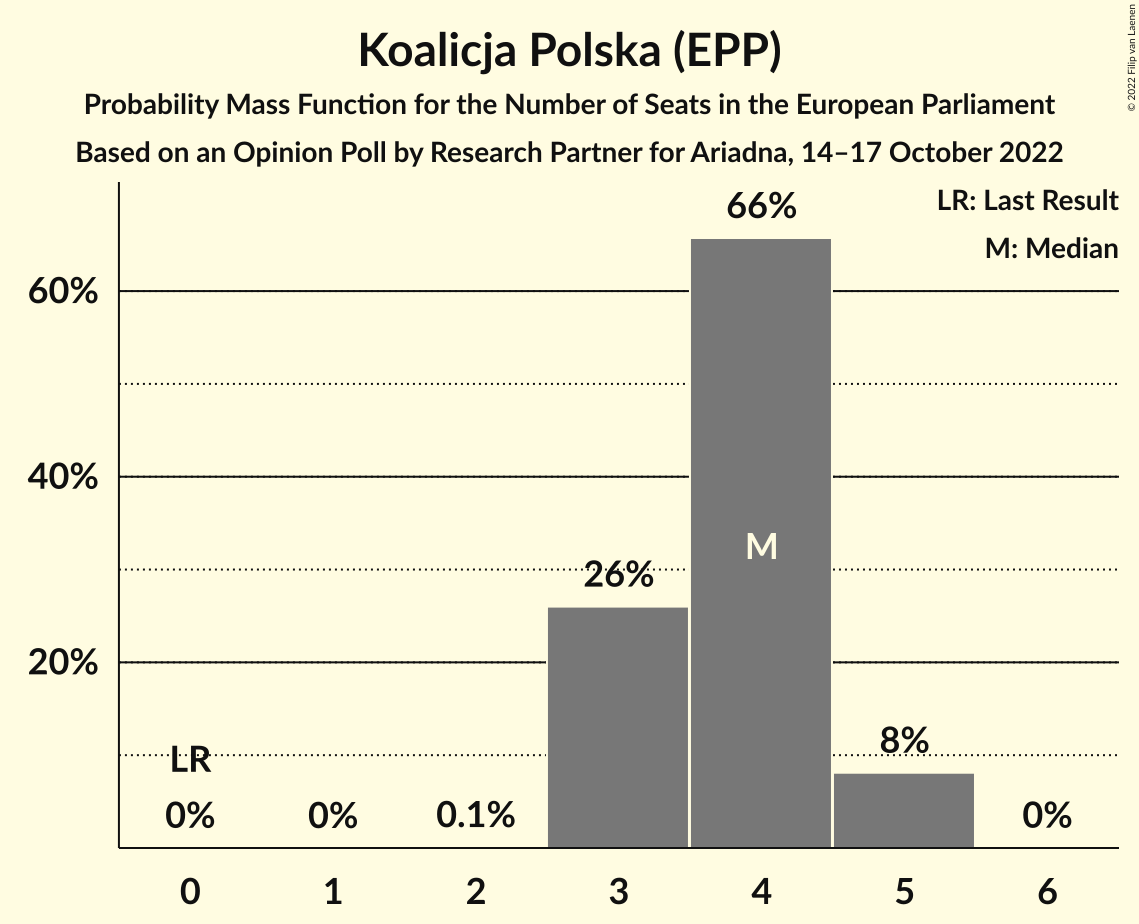 Koalicja Polska (EPP)
Probability Mass Function for the Number of Seats in the European Parliament
Based on an Opinion Poll by Research Partner for Ariadna, 14–17 October 2022
© 2022 Filip van Laenen
LR: Last Result
M: Median
66%
60%
40%
M
26%
20%
LR
8%
0%
0%
0.1%
0%
0
1
2
3
4
5
6